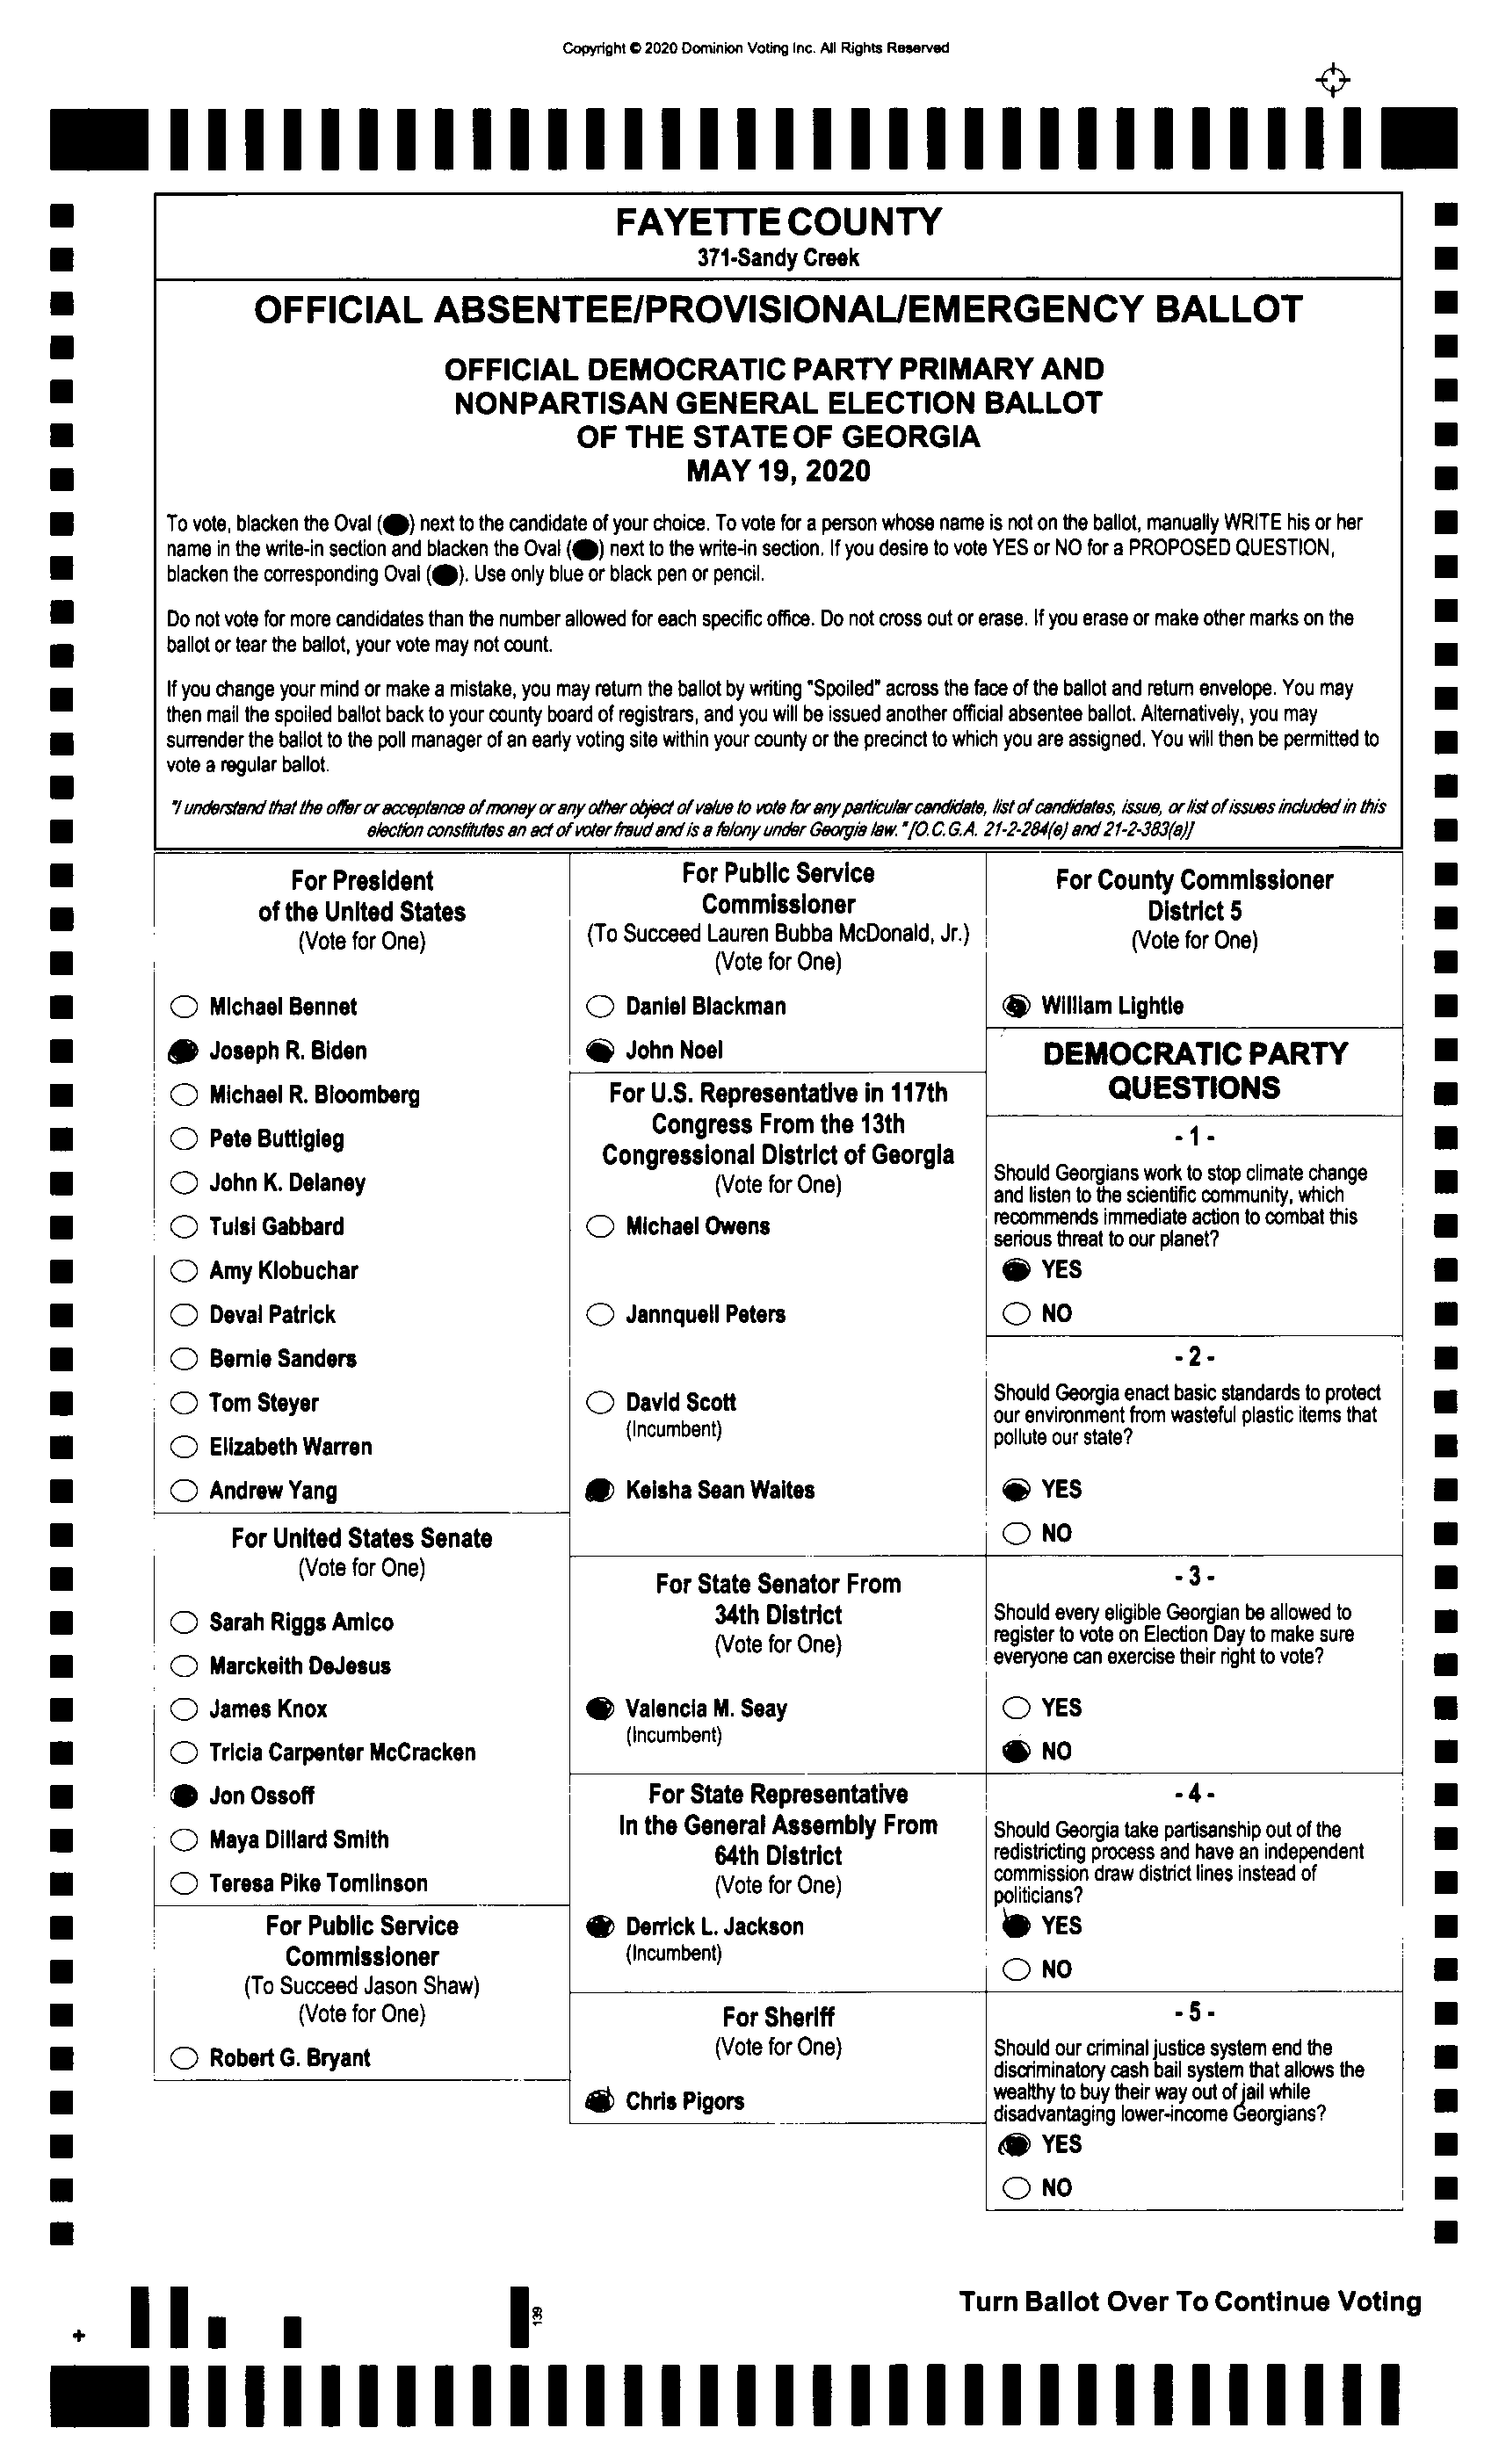 Copyright © 2020 Dominion Voting Inc. All Rights Reserved
FAYETTE COUNTY
371-Sandy Creek
OFFICIAL ABSENTEE/PROVISIONAL/EMERGENCY BALLOT
OFFICIAL DEMOCRATIC PARTY PRIMARY AND
NONPARTISAN GENERAL ELECTION BALLOT
OF THE STATE OF GEORGIA
MAY 19, 2020
To vote, blacken the Oval ( ) next to the candidate of your choice. To vote for a person whose name is not on the ballot, manually WRITE his or her
name in the write-in section and blacken the Oval ( ) next to the write-in section. If you desire to vote YES or NO for a PROPOSED QUESTION,
blacken the corresponding Oval ( ). Use only blue or black pen or pencil.
Do not vote for more candidates than the number allowed for each specific office. Do not cross out or erase. If you erase or make other marks on the
ballot or tear the ballot, your vote may not count.
If you change your mind or make a mistake, you may return the ballot by writing "Spoiled" across the face of the ballot and return envelope. You may
then mail the spoiled ballot back to your county board of registrars, and you will be issued another official absentee ballot. Alternatively, you may
surrender the ballot to the poll manager of an early voting site within your county or the precinct to which you are assigned. You will then be permitted to
vote a regular ballot.
"I understand that the offer or acceptance of money or any other object of value to vote for any particular candidate, list of candidates, issue, or list of issues included in this
election constitutes an act of voter fraud and is a felony under Georgia law." [O.C.G.A. 21-2-284(e) and 21-2-383(a)]
For President
of the United States
(Vote for One)
Michael Bennet
Joseph R. Biden
Michael R. Bloomberg
Pete Buttigieg
John K. Delaney
Tulsi Gabbard
Amy Klobuchar
Deval Patrick
Bernie Sanders
Tom Steyer
Elizabeth Warren
Andrew Yang
For United States Senate
(Vote for One)
Sarah Riggs Amico
Marckeith DeJesus
James Knox
Tricia Carpenter McCracken
Jon Ossoff
Maya Dillard Smith
Teresa Pike Tomlinson
For Public Service
Commissioner
(To Succeed Jason Shaw)
(Vote for One)
Robert G. Bryant
For Public Service
Commissioner
(To Succeed Lauren Bubba McDonald, Jr.)
(Vote for One)
Daniel Blackman
John Noel
For U.S. Representative in 117th
Congress From the 13th
Congressional District of Georgia
(Vote for One)
Michael Owens
Jannquell Peters
David Scott
(Incumbent)
Keisha Sean Waites
For State Senator From
34th District
(Vote for One)
Valencia M. Seay
(Incumbent)
For State Representative
In the General Assembly From
64th District
(Vote for One)
Derrick L. Jackson
(Incumbent)
For Sheriff
(Vote for One)
Chris Pigors
For County Commissioner
District 5
(Vote for One)
William Lightle
DEMOCRATIC PARTY
QUESTIONS
- 1 -
Should Georgians work to stop climate change
and listen to the scientific community, which
recommends immediate action to combat this
serious threat to our planet?
YES
NO
- 2 -
Should Georgia enact basic standards to protect
our environment from wasteful plastic items that
pollute our state?
YES
NO
- 3 -
Should every eligible Georgian be allowed to
register to vote on Election Day to make sure
everyone can exercise their right to vote?
YES
NO
- 4 -
Should Georgia take partisanship out of the
redistricting process and have an independent
commission draw district lines instead of
politicians?
YES
NO
- 5 -
Should our criminal justice system end the
discriminatory cash bail system that allows the
wealthy to buy their way out of jail while
disadvantaging lower-income Georgians?
YES
NO
139
Turn Ballot Over To Continue Voting